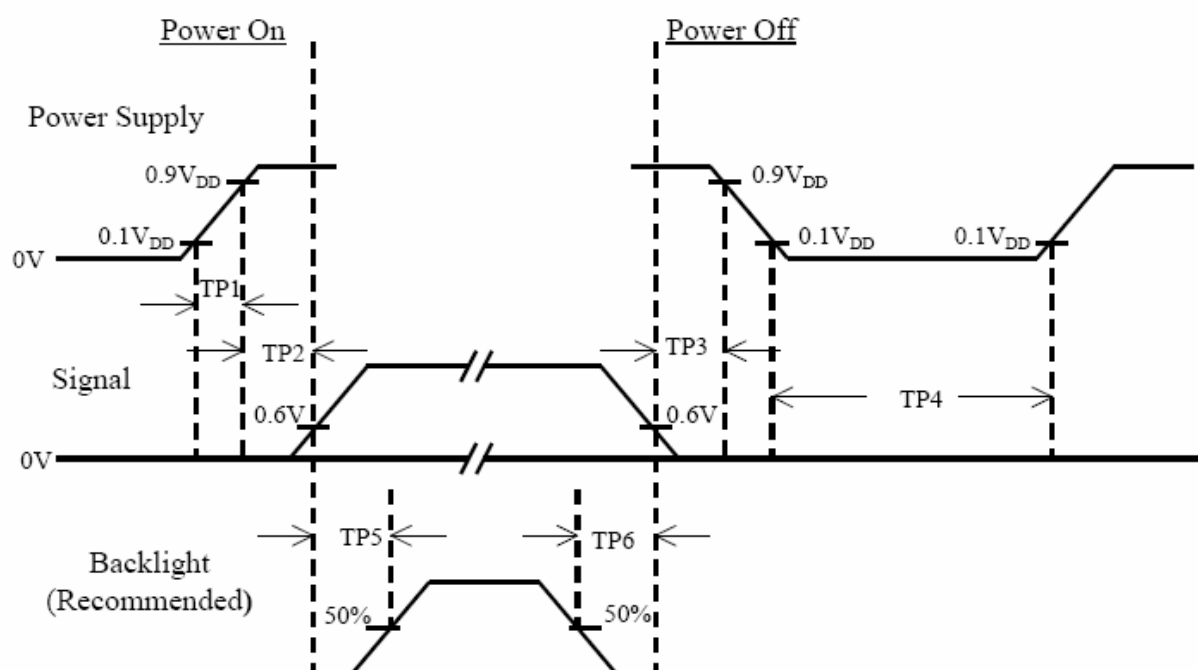 Power On
Power Off
Power Supply
0.9VDD
0.9VDD
0.1VDD
0.1VDD
0.1VDD
0V
TP1
TP2
TP3
Signal
TP4
0.6V
0.6V
0V
TP5
TP6
Backlight
(Recommended)
50%
50%